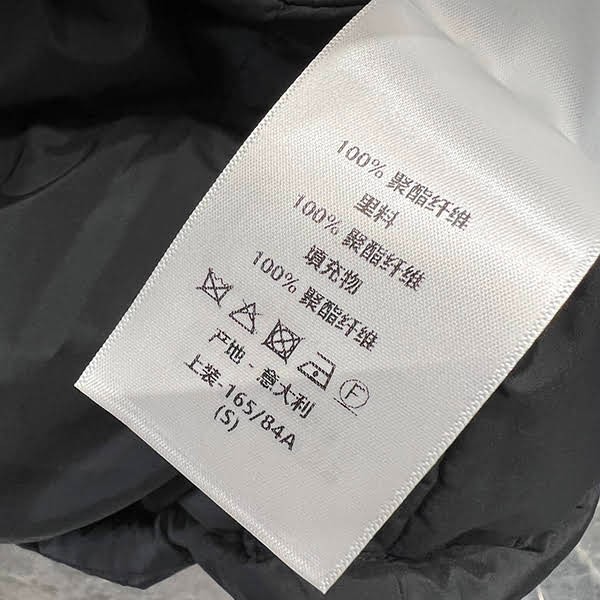 100% 聚酯纤维
里料
100% 聚酯纤维
填充物
100% 聚酯纤维
F
产地 - 意大利
上装-165/84A
(S)